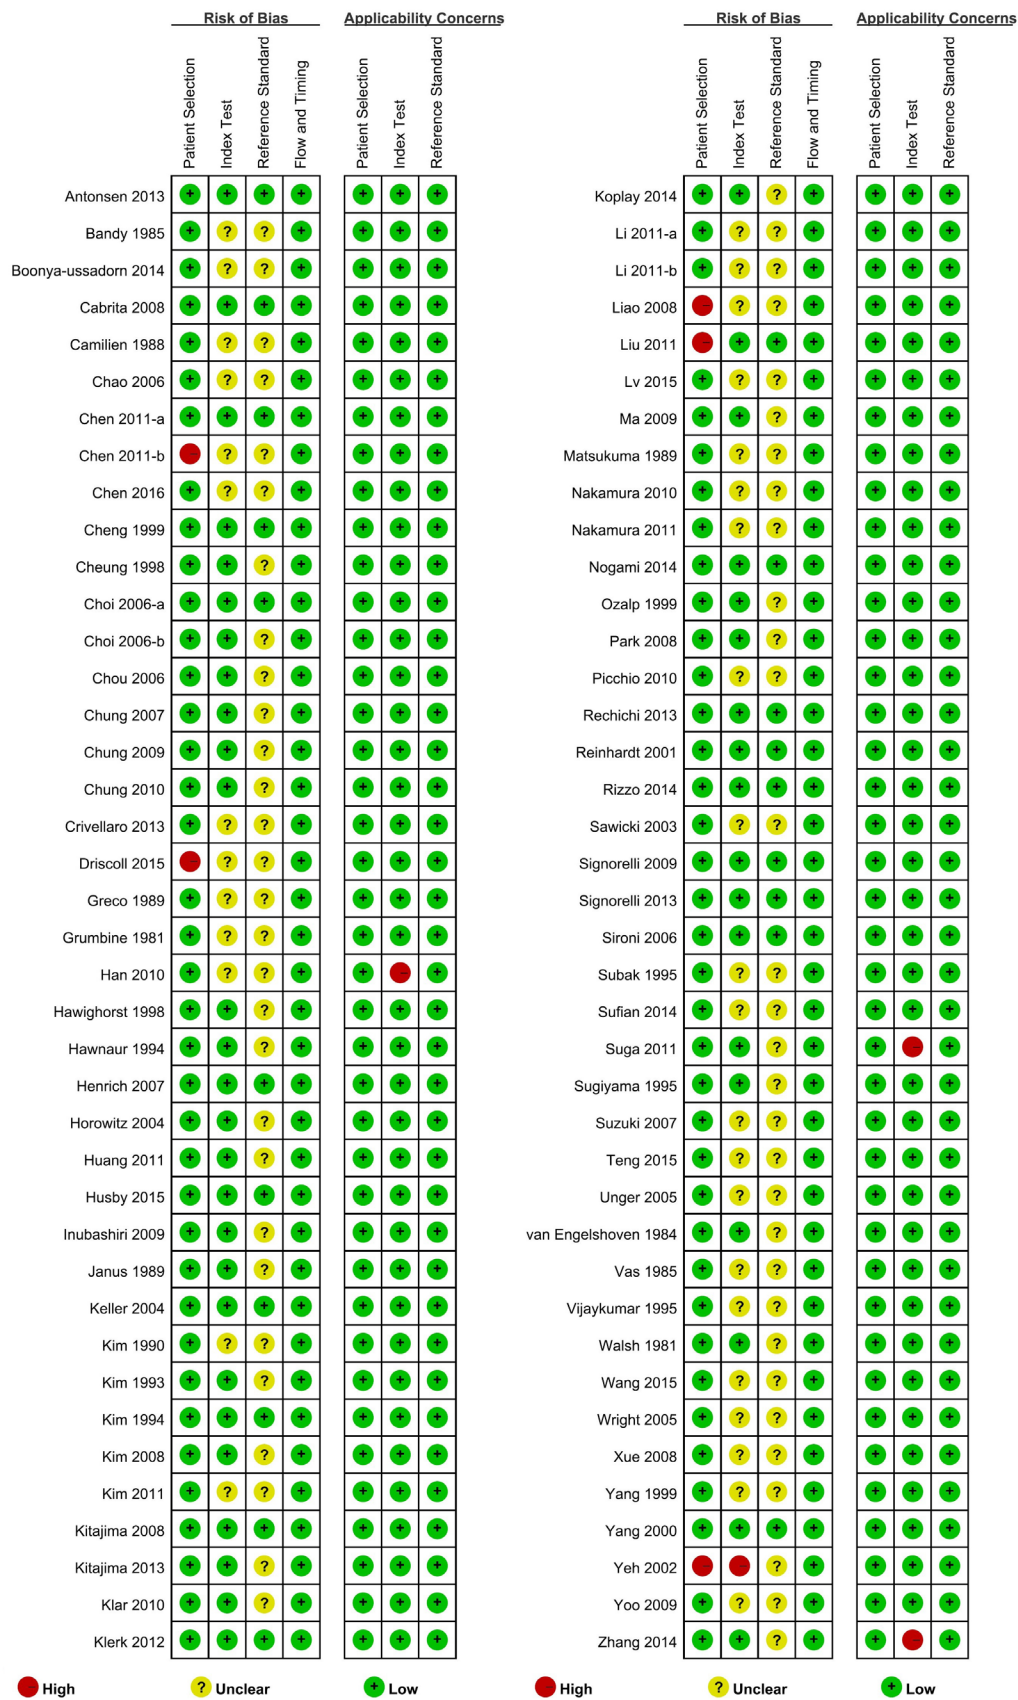 Risk of Bias
Applicability Concerns
Patient Selection
Index Test
Reference Standard
Flow and Timing
Patient Selection
Index Test
Reference Standard
Antonsen 2013
Bandy 1985
Boonya-ussadorn 2014
Cabrita 2008
Camilien 1988
Chao 2006
Chen 2011-a
Chen 2011-b
Chen 2016
Cheng 1999
Cheung 1998
Choi 2006-a
Choi 2006-b
Chou 2006
Chung 2007
Chung 2009
Chung 2010
Crivellaro 2013
Driscoll 2015
Greco 1989
Grumbine 1981
Han 2010
Hawighorst 1998
Hawnaur 1994
Henrich 2007
Horowitz 2004
Huang 2011
Husby 2015
Inubashiri 2009
Janus 1989
Keller 2004
Kim 1990
Kim 1993
Kim 1994
Kim 2008
Kim 2011
Kitajima 2008
Kitajima 2013
Klar 2010
Klerk 2012
High
? Unclear
+ Low
Risk of Bias
Applicability Concerns
Patient Selection
Index Test
Reference Standard
Flow and Timing
Patient Selection
Index Test
Reference Standard
Koplay 2014
Li 2011-a
Li 2011-b
Liao 2008
Liu 2011
Lv 2015
Ma 2009
Matsukuma 1989
Nakamura 2010
Nakamura 2011
Nogami 2014
Ozalp 1999
Park 2008
Picchio 2010
Rechichi 2013
Reinhardt 2001
Rizzo 2014
Sawicki 2003
Signorelli 2009
Signorelli 2013
Sironi 2006
Subak 1995
Sufian 2014
Suga 2011
Sugiyama 1995
Suzuki 2007
Teng 2015
Unger 2005
van Engelshoven 1984
Vas 1985
Vijaykumar 1995
Walsh 1981
Wang 2015
Wright 2005
Xue 2008
Yang 1999
Yang 2000
Yeh 2002
Yoo 2009
Zhang 2014
High
? Unclear
+ Low